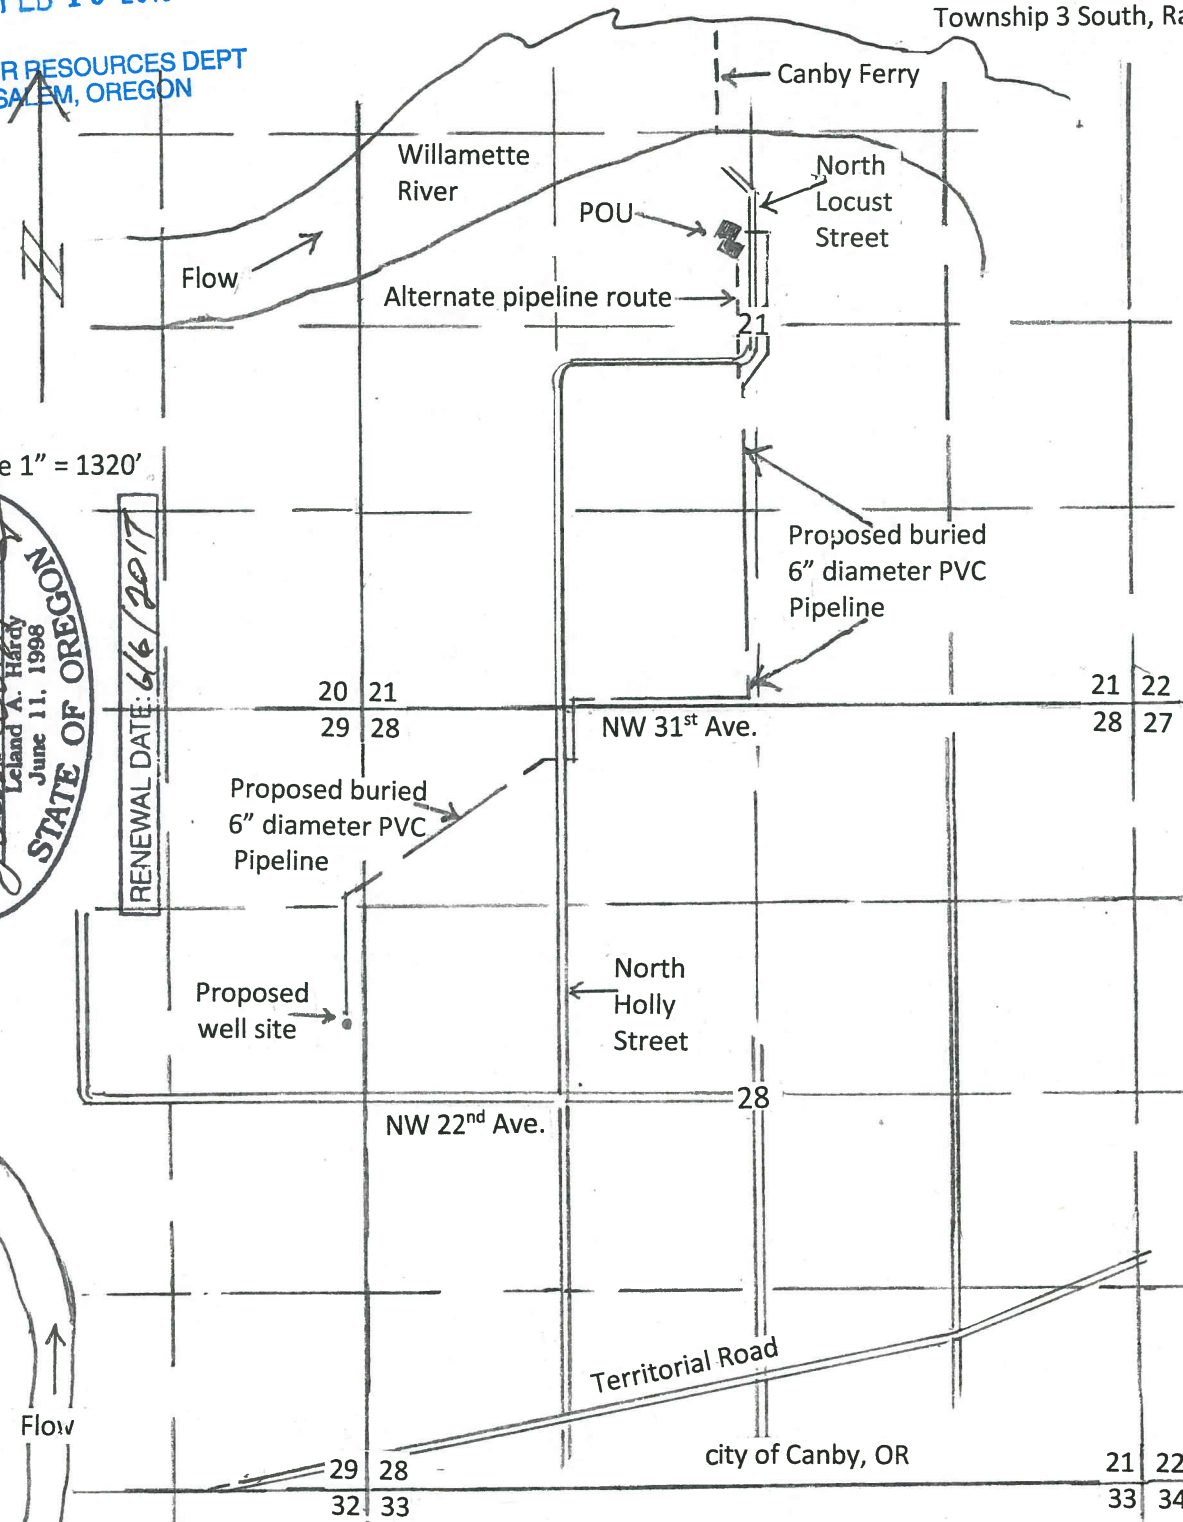 Township 3 South, Ra
R RESOURCES DEPT
SALEM, OREGON
Canby Ferry
Willamette
River
North
Locust
Street
POU
Flow
Alternate pipeline route
21
e 1" = 1320'
Proposed buried
6" diameter PVC
Pipeline
OREGON
Leland A. Hardy
June 11. 1998
STATE OF OREGON
RENEWAL DATE: 6/6/2017
20 21
29 28
21 22
28 27
NW 31st Ave.
Proposed buried
6" diameter PVC
Pipeline
North
Holly
Street
Proposed
well site
28
NW 22nd Ave.
Territorial Road
Flow
city of Canby, OR
29 28
32 33
21 22
33 34